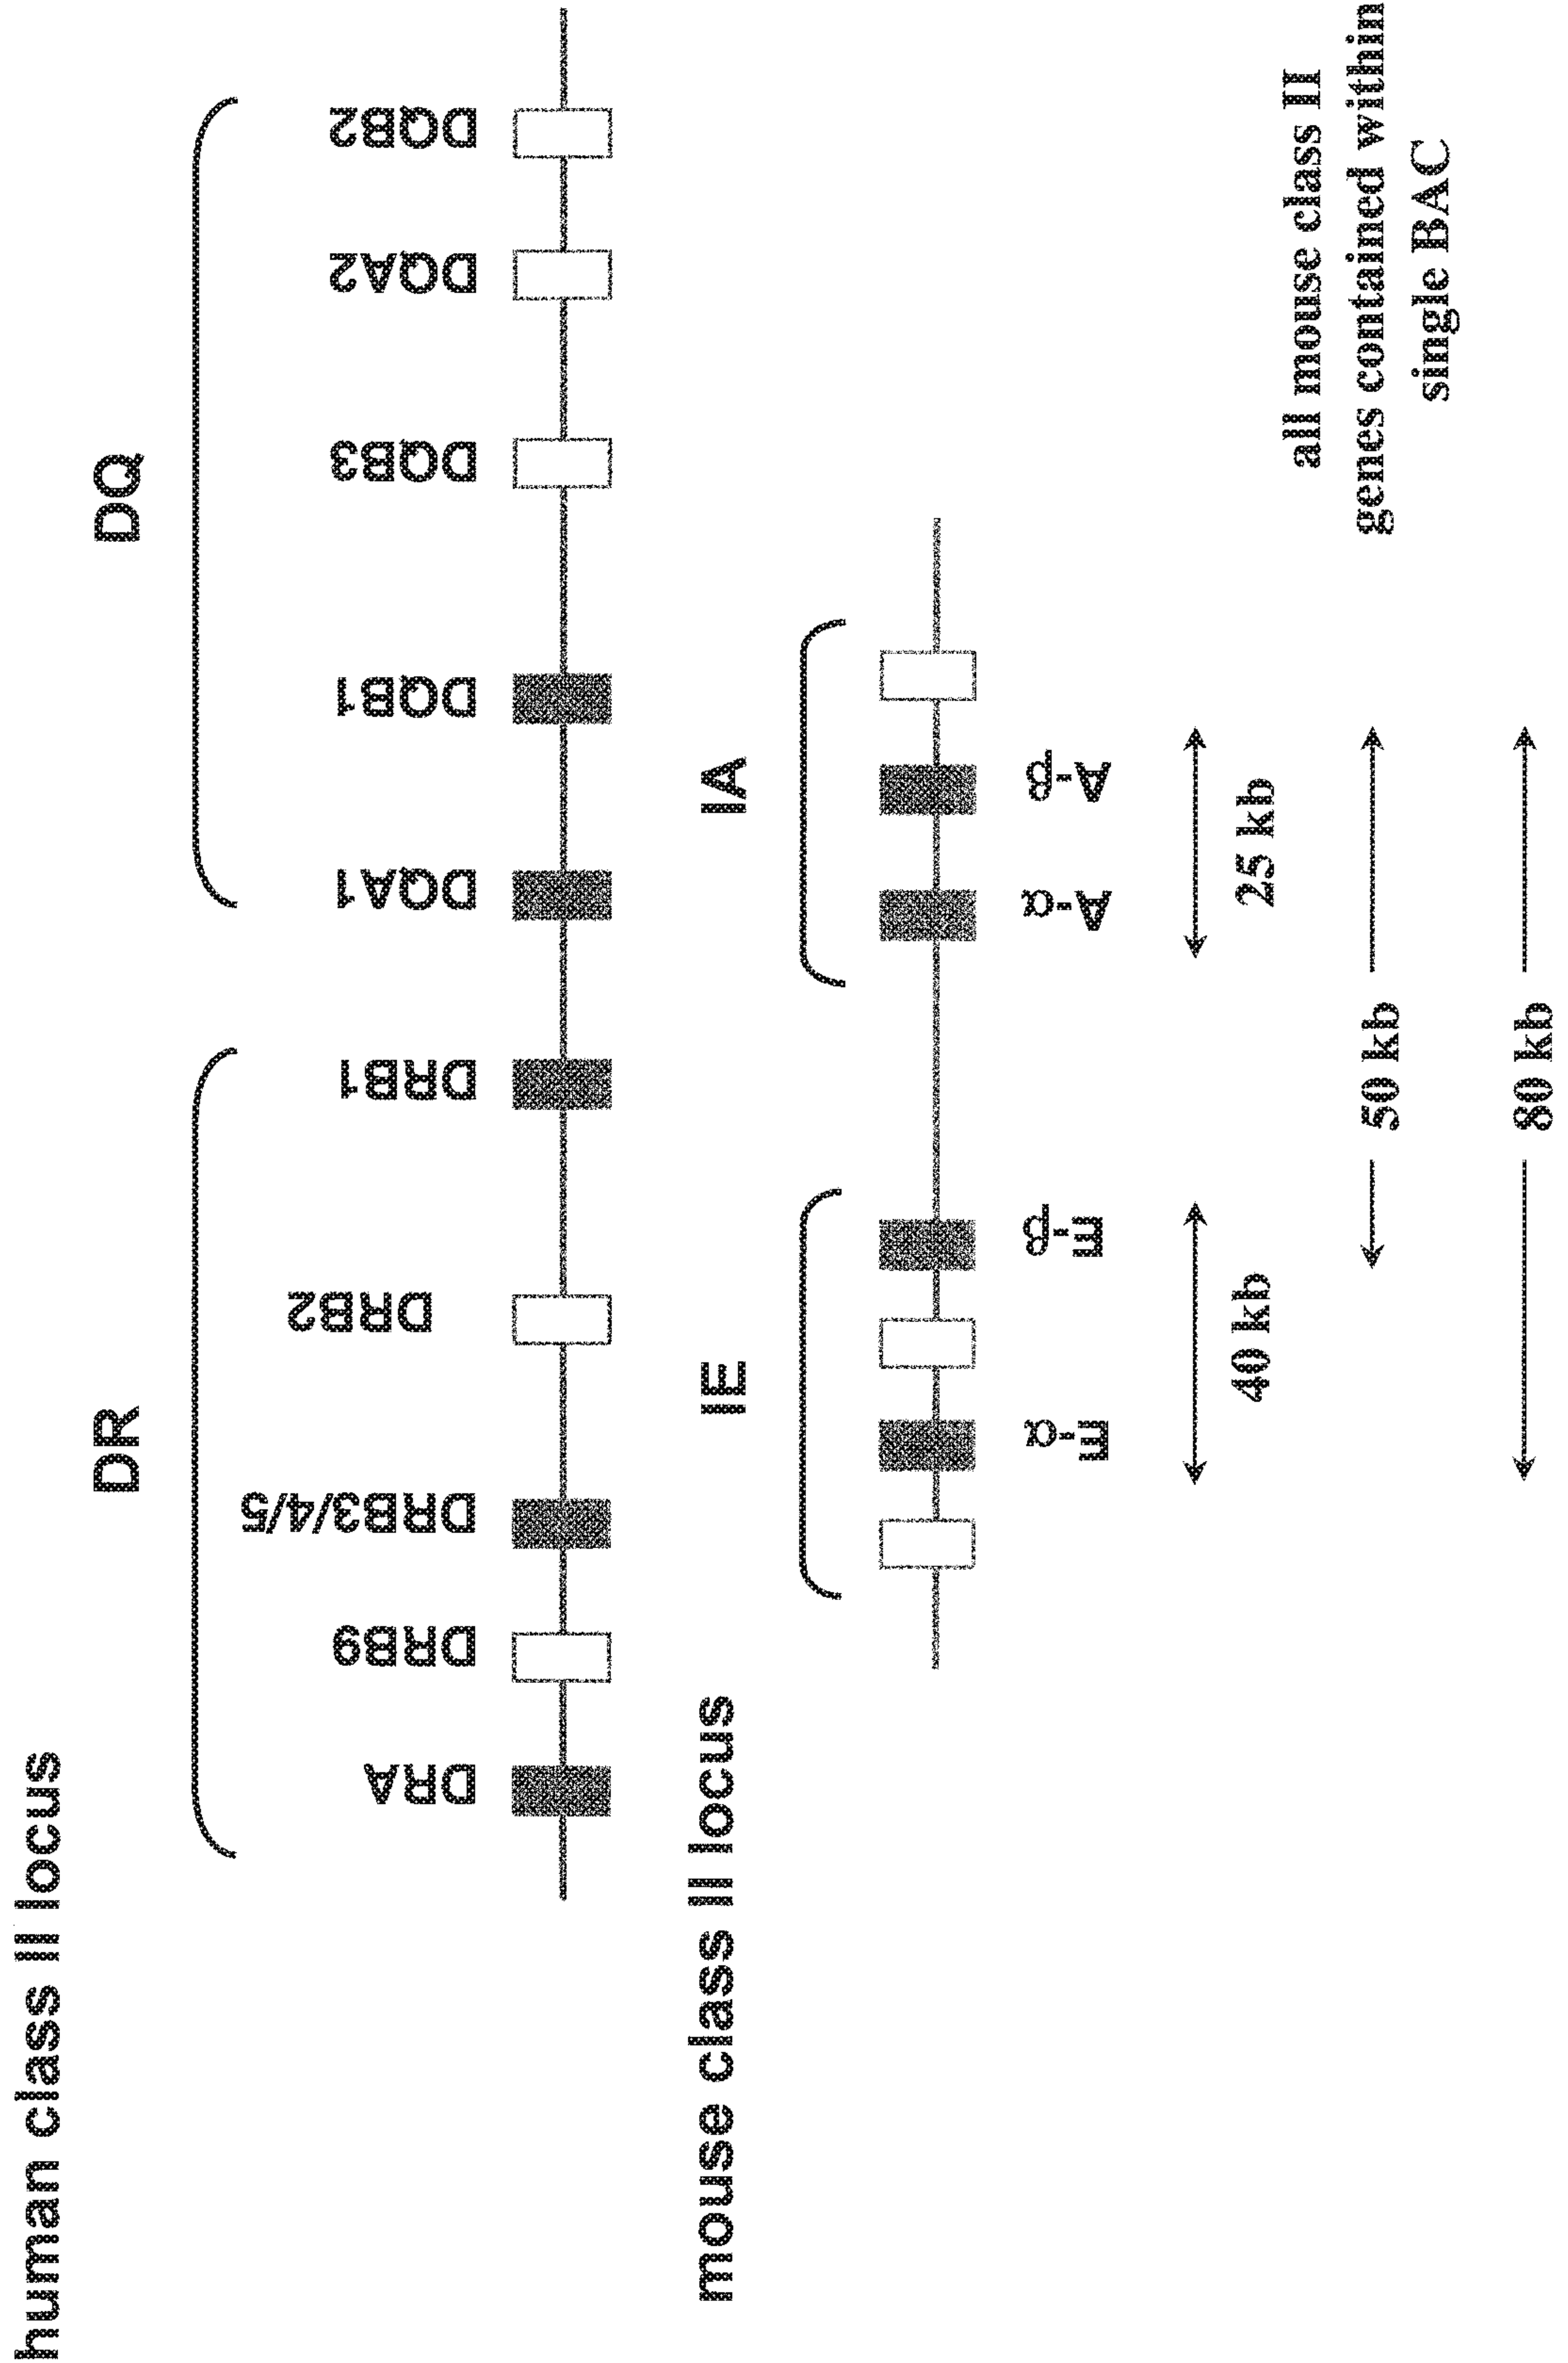 human class II locus
DR
DQ
DRA
DRB9
DRB3/4/5
DRB2
DRB1
DQA1
DQB1
DQB3
DQA2
DQB2
mouse class II locus
IE
IA
E-α
E-β
A-α
A-β
40 kb
25 kb
50 kb
80 kb
all mouse class II
genes contained within
single BAC